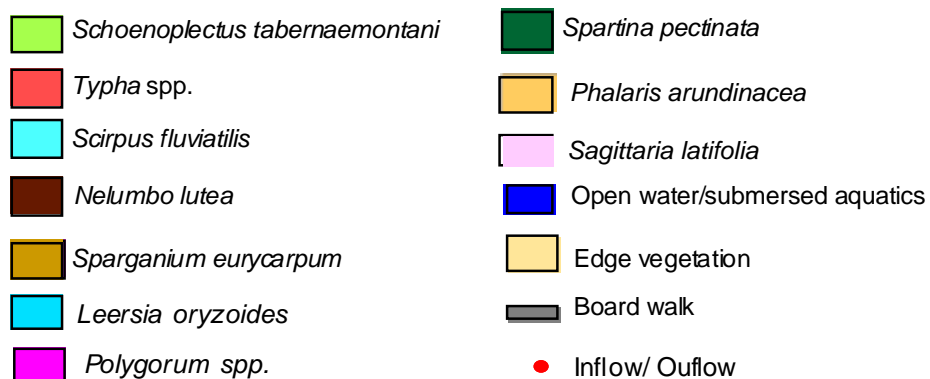 Schoenoplectus tabernaemontani
Typha spp.
Scirpus fluviatilis
Nelumbo lutea
Sparganium eurycarpum
Leersia oryzoides
Polygorum spp.
Spartina pectinata
Phalaris arundinacea
Sagittaria latifolia
Open water/submersed aquatics
Edge vegetation
Board walk
Inflow/ Ouflow